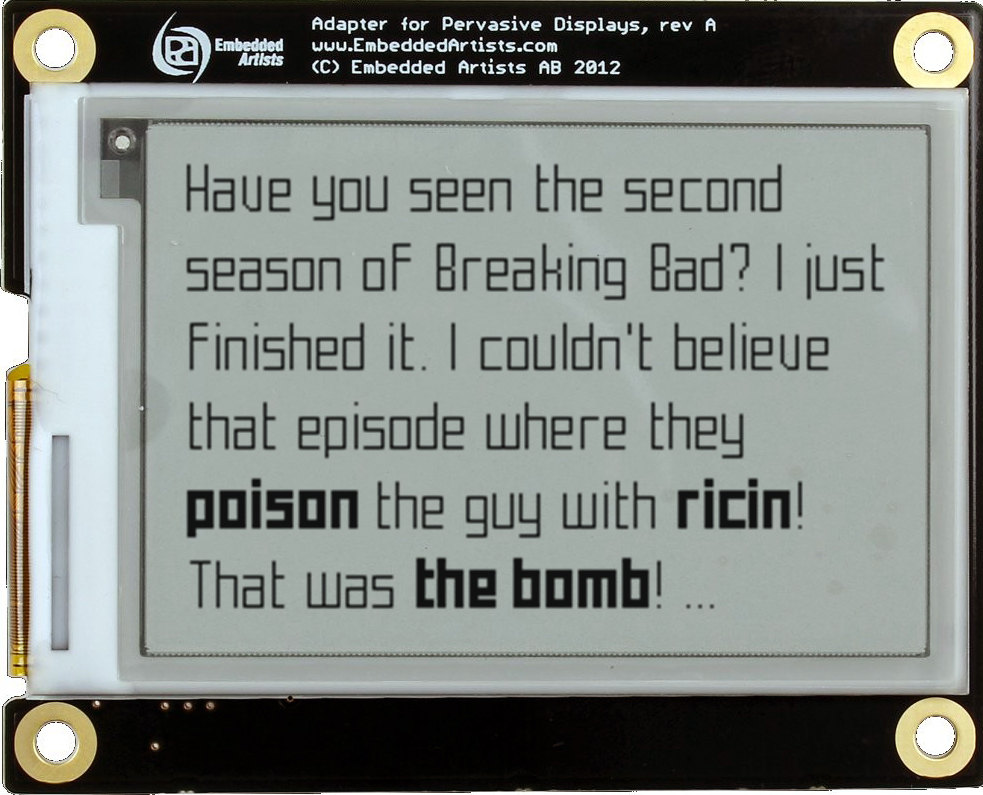 Embedded
Artists
Adapter for Pervasive Displays, rev A
www.EmbeddedArtists.com
(C) Embedded Artists AB 2012
Have you seen the second
season of Breaking Bad? I just
finished it. I couldn't believe
that episode where they
poison the guy with ricin!
That was the bomb! ...